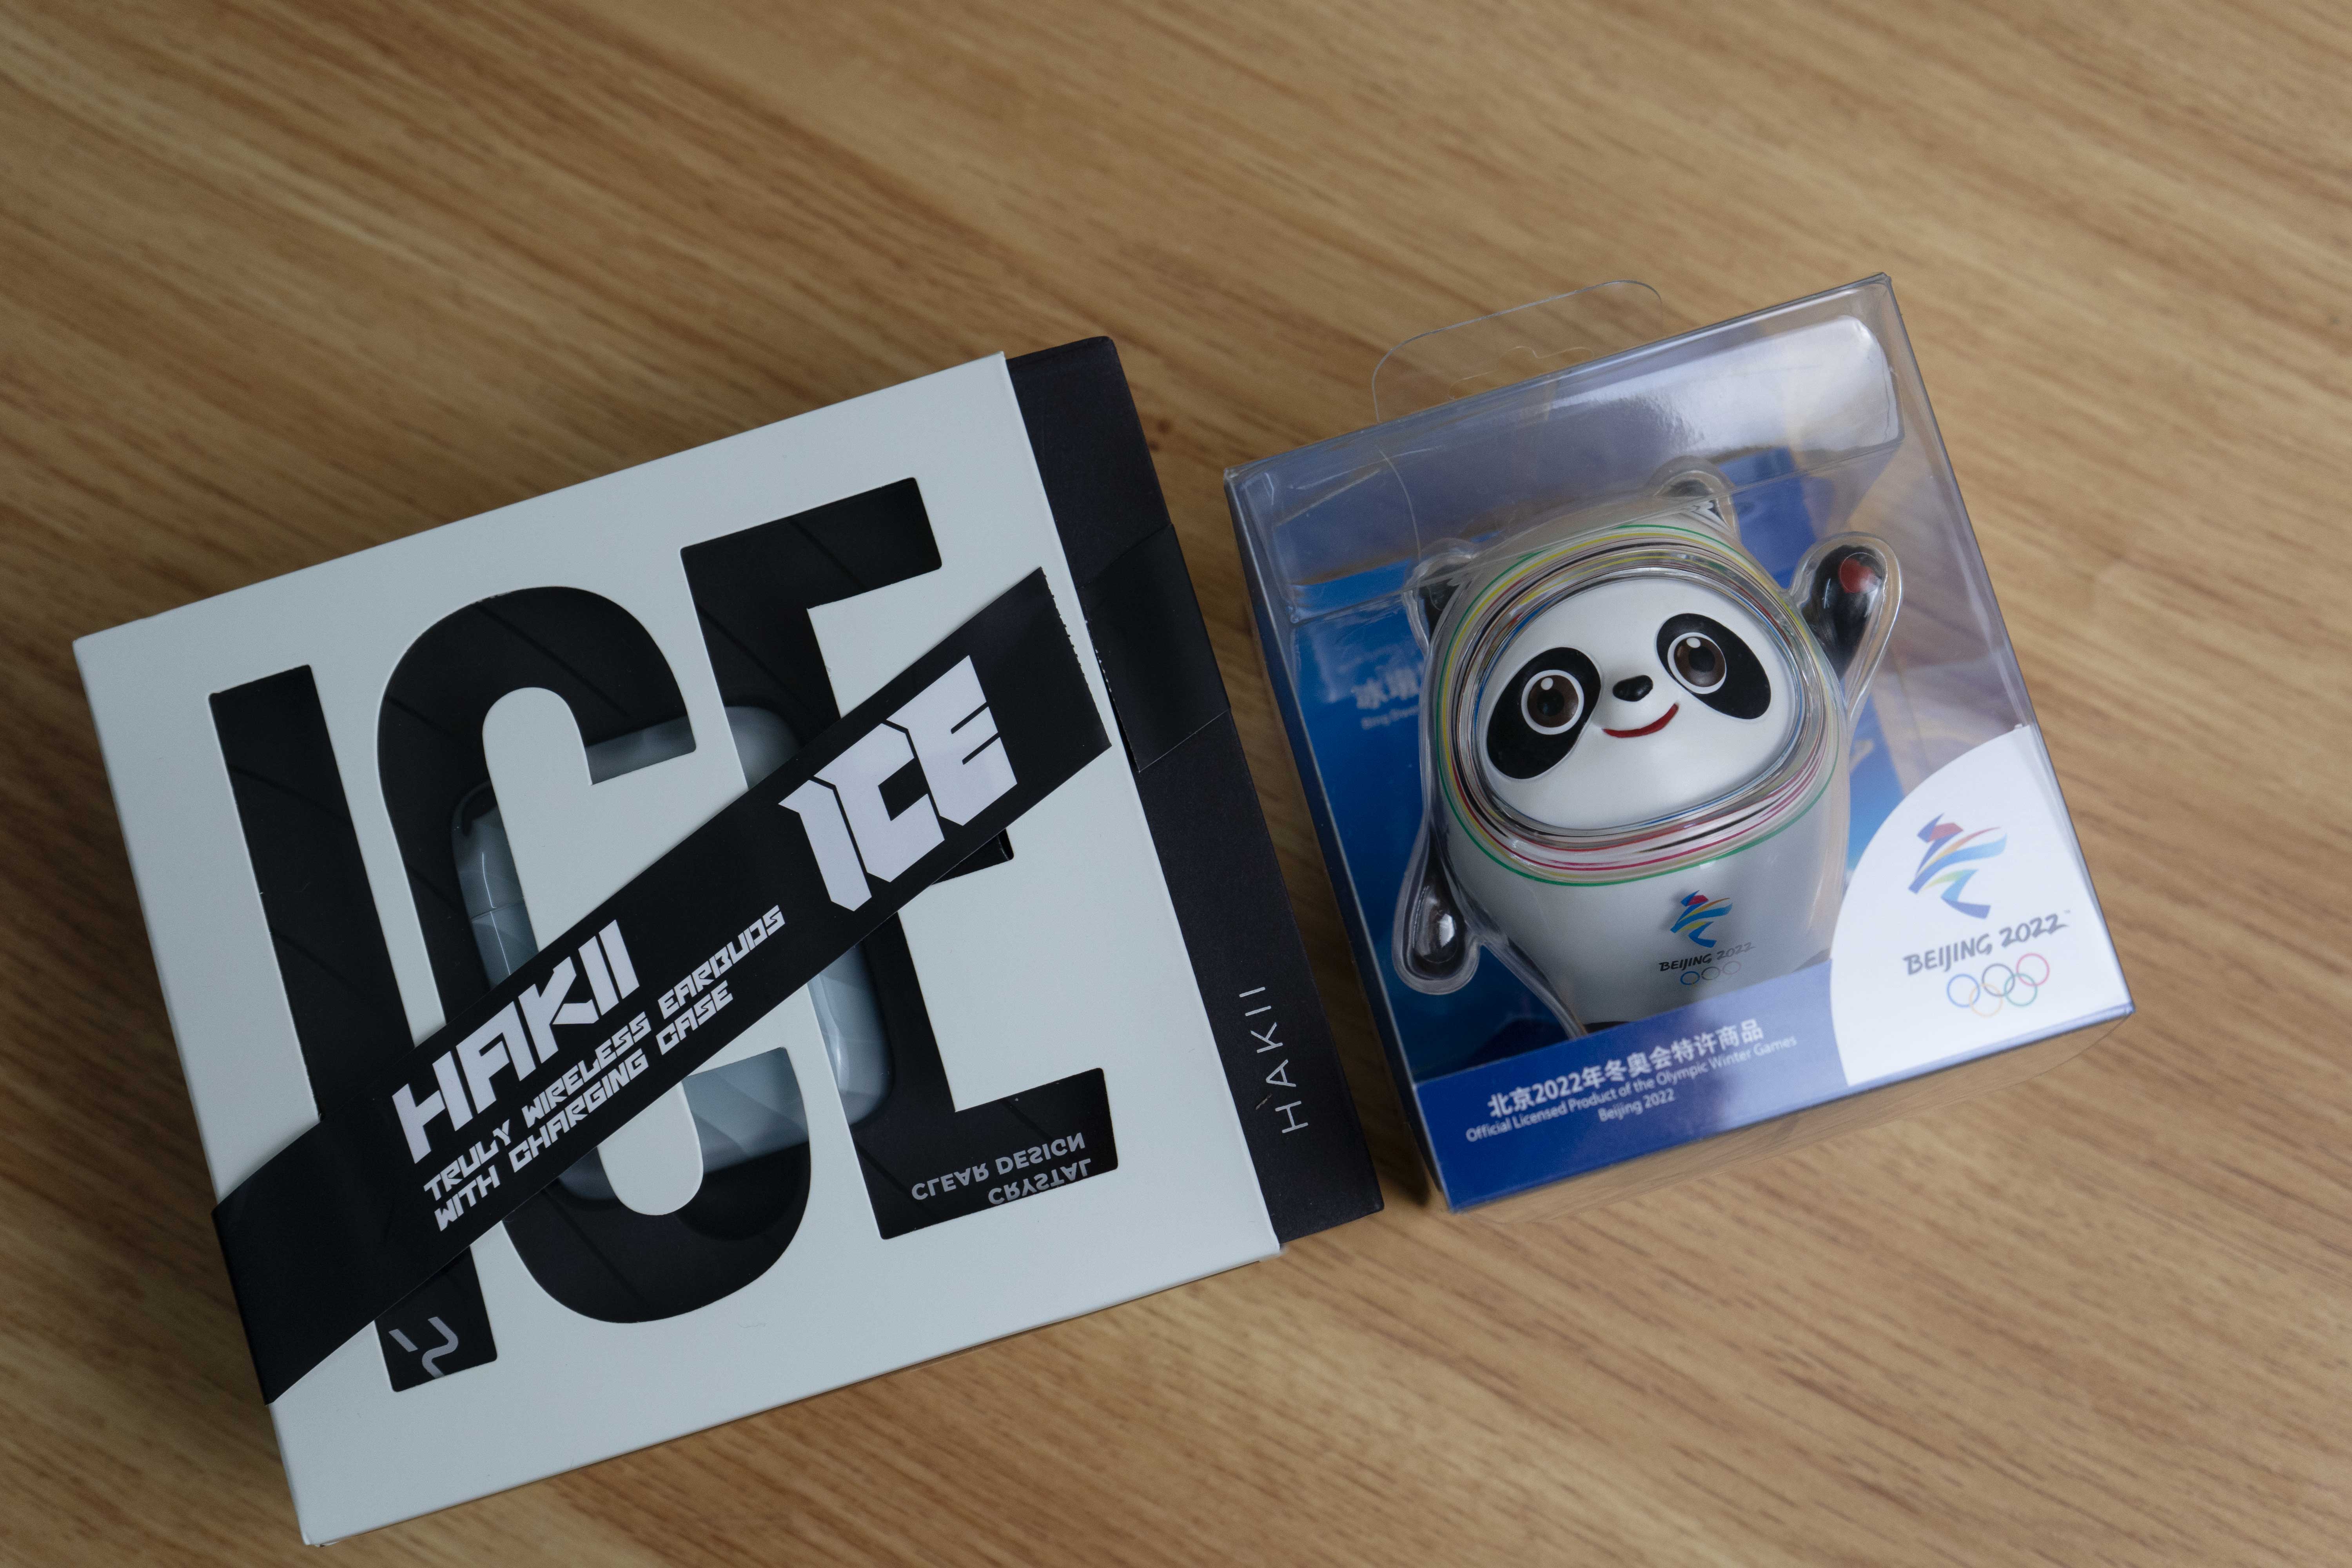 ICE
HAKII ICE
TRULY WIRELESS EARBUDS
WITH CHARGING CASE
CRYSTAL
CLEAR DESIGN
HAKII
BEIJING 2022
北京2022年冬奥会特许商品
Official Licensed Product of the Olympic Winter Games
Beijing 2022
BEIJING 2022™